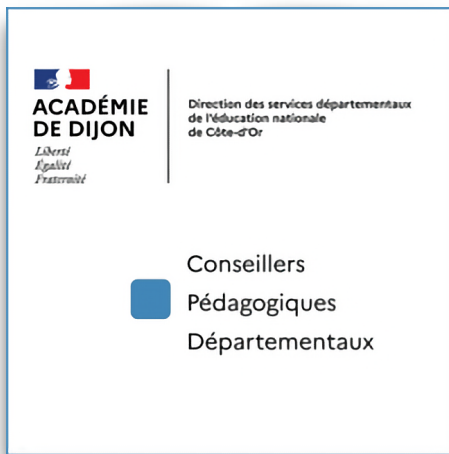 ACADÉMIE
DE DIJON
Liberté
Égalité
Fraternité
Direction des services départementaux
de l'éducation nationale
de Côte-d'Or
Conseillers
Pédagogiques
Départementaux